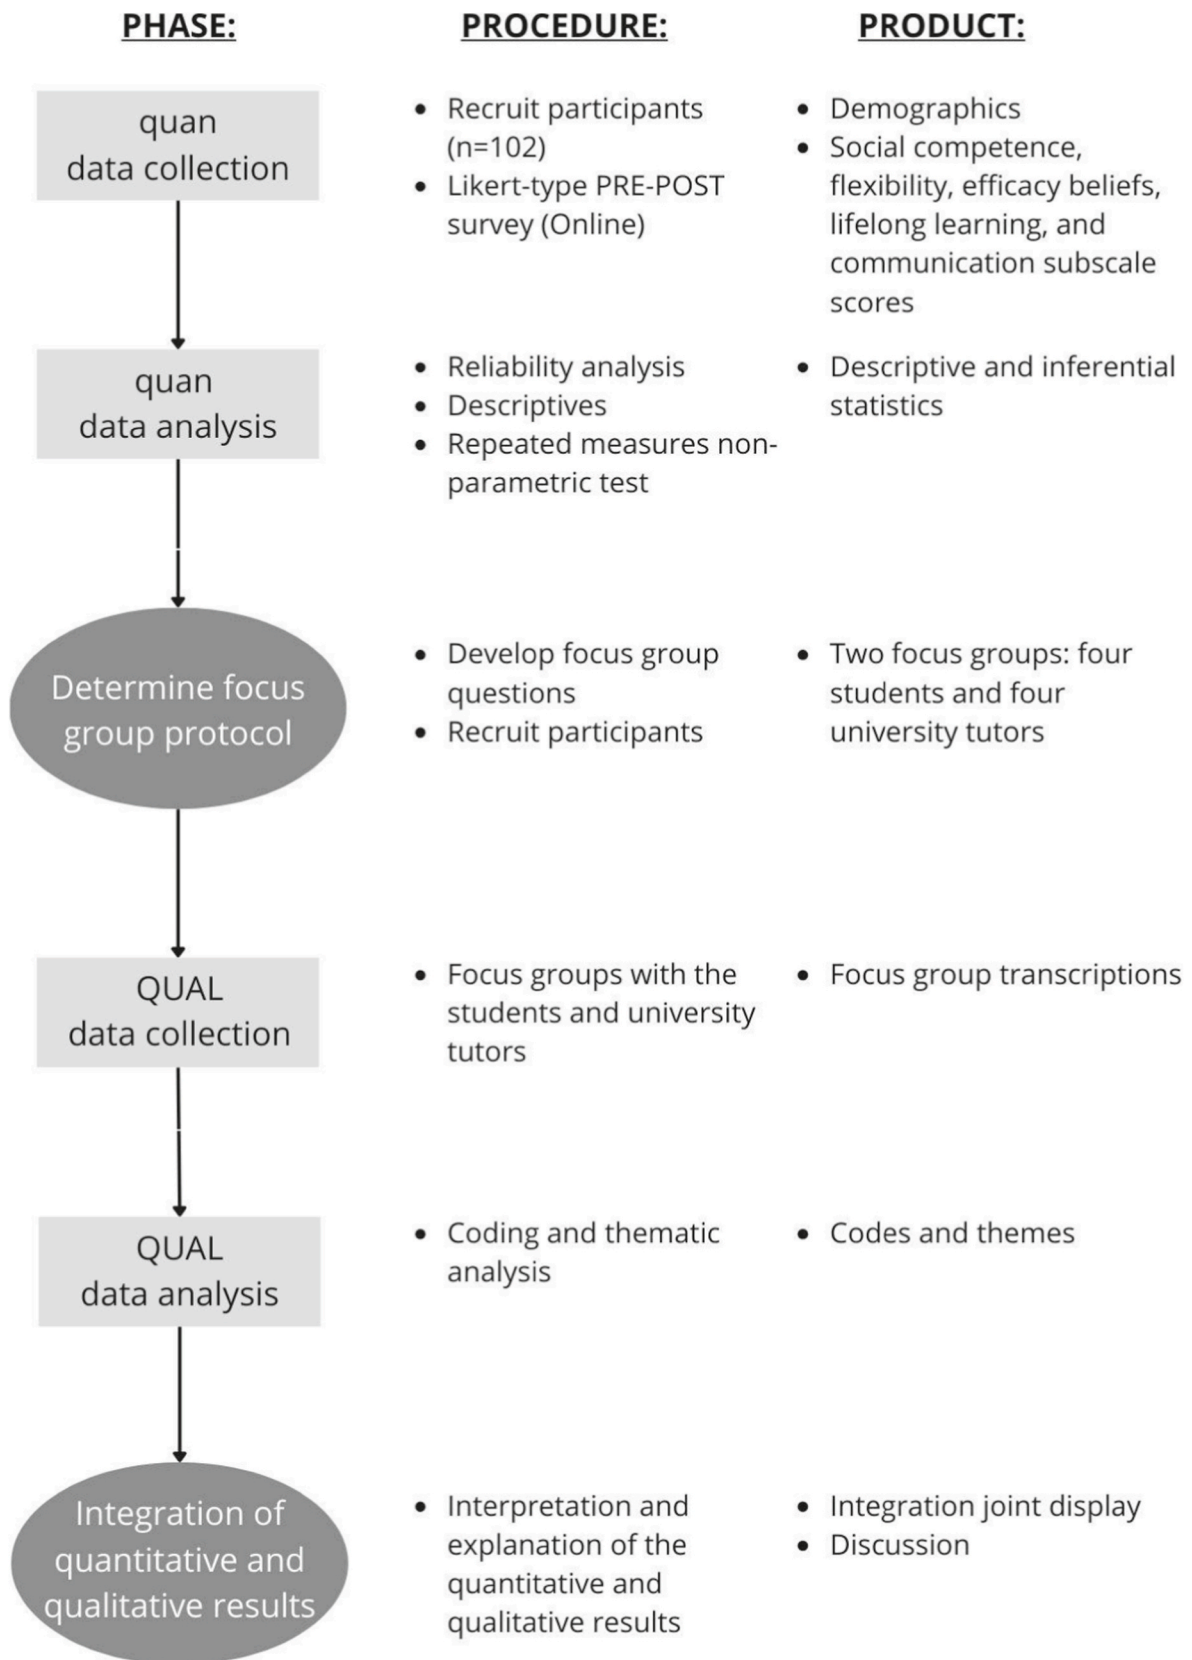 PHASE:
PROCEDURE:
PRODUCT:
quan
data collection
• Recruit participants
(n=102)
• Likert-type PRE-POST
survey (Online)
• Demographics
• Social competence,
flexibility, efficacy beliefs,
lifelong learning, and
communication subscale
scores
quan
data analysis
• Reliability analysis
• Descriptives
• Repeated measures non-
parametric test
• Descriptive and inferential
statistics
Determine focus
group protocol
• Develop focus group
questions
• Recruit participants
• Two focus groups: four
students and four
university tutors
QUAL
data collection
• Focus groups with the
students and university
tutors
• Focus group transcriptions
QUAL
data analysis
• Coding and thematic
analysis
• Codes and themes
Integration of
quantitative and
qualitative results
• Interpretation and
explanation of the
quantitative and
qualitative results
• Integration joint display
• Discussion